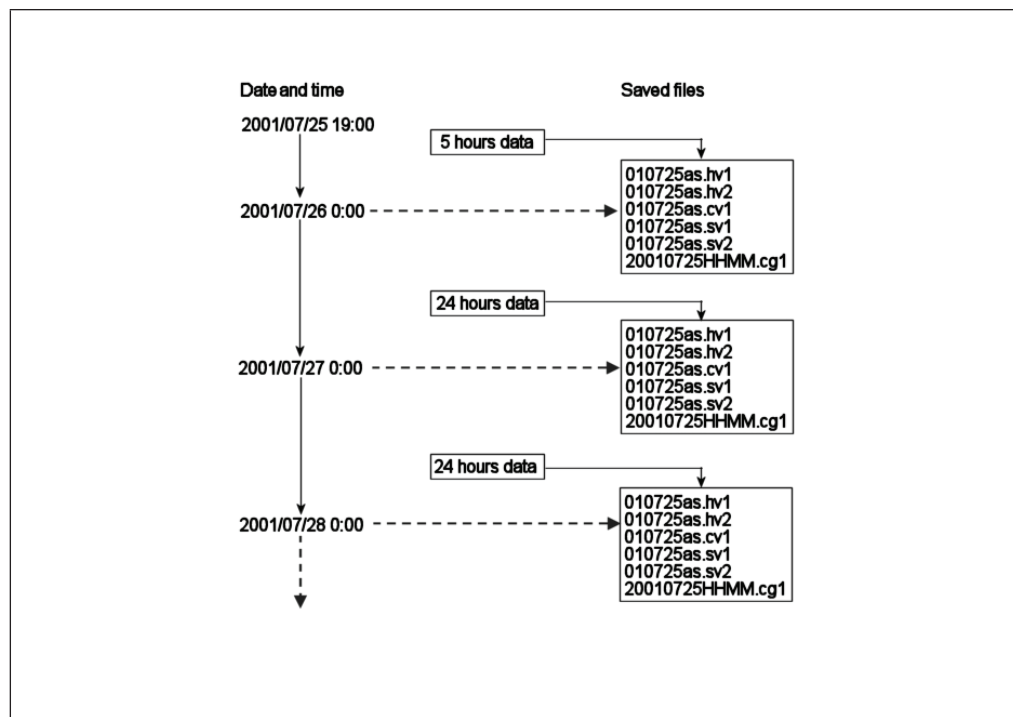 Date and time
Saved files
2001/07/25 19:00
5 hours data
010725as.hv1
010725as.hv2
2001/07/26 0:00
010725as.cv1
010725as.sv1
010725as.sv2
20010725HHMM.cg1
24 hours data
010725as.hv1
010725as.hv2
2001/07/27 0:00
010725as.cv1
010725as.sv1
010725as.sv2
20010725HHMM.cg1
24 hours data
010725as.hv1
010725as.hv2
2001/07/28 0:00
010725as.cv1
010725as.sv1
010725as.sv2
20010725HHMM.cg1